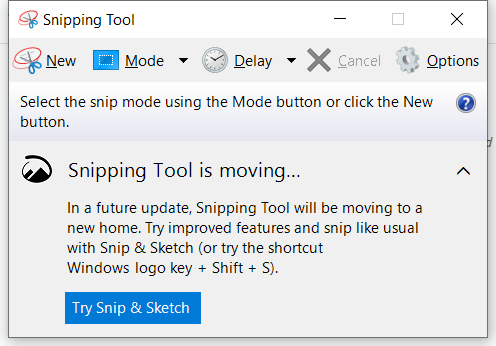 Snipping Tool
New Mode Delay Cancel Options
Select the snip mode using the Mode button or click the New
button.
Snipping Tool is moving...
In a future update, Snipping Tool will be moving to a
new home. Try improved features and snip like usual
with Snip & Sketch (or try the shortcut
Windows logo key + Shift + S).
Try Snip & Sketch